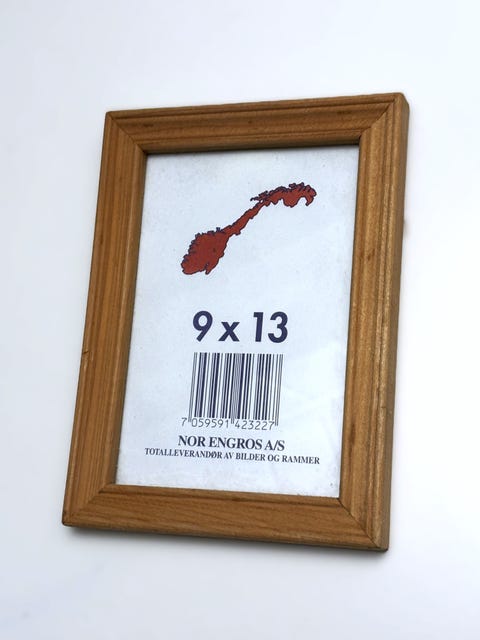 9 x 13
7 059591 423227
NOR ENGROS A/S
TOTALLEVERANDØR AV BILDER OG RAMMER